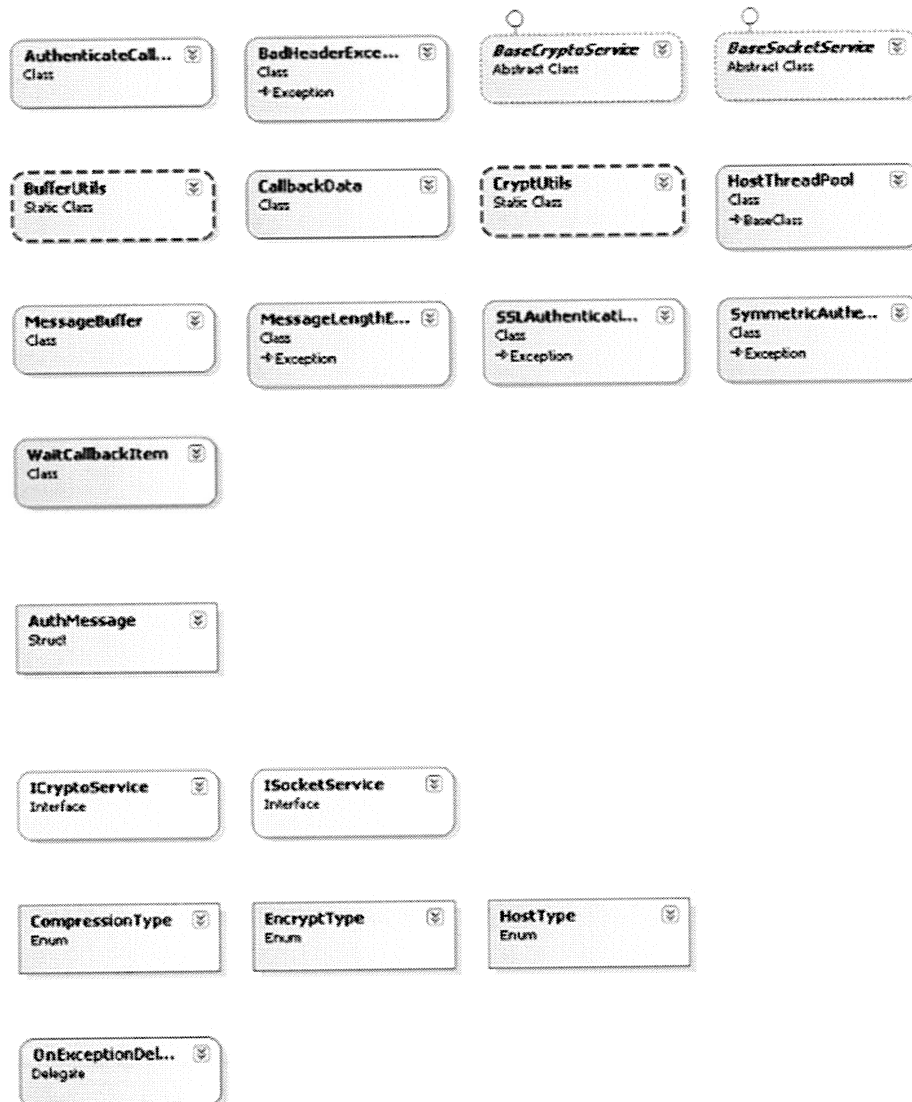 AuthenticateCall...
Class
BadHeaderExce...
Class
Exception
BaseCryptoService
Abstract Class
BaseSocketService
Abstract Class
BufferUtils
Static Class
CallbackData
Class
CryptUtils
Static Class
HostThreadPool
Class
BaseClass
MessageBuffer
Class
MessageLengthE...
Class
Exception
SSLAuthenticati...
Class
Exception
SymmetricAuthe...
Class
Exception
WaitCallbackItem
Class
AuthMessage
Struct
ICryptoService
Interface
ISocketService
Interface
CompressionType
Enum
EncryptType
Enum
HostType
Enum
OnExceptionDel...
Delegate